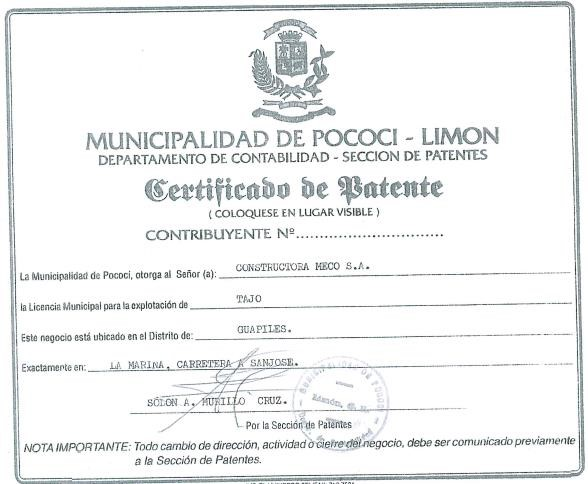 MUNICIPALIDAD DE POCOCI - LIMON
DEPARTAMENTO DE CONTABILIDAD - SECCION DE PATENTES
Certificado de Patente
( COLOQUESE EN LUGAR VISIBLE )
CONTRIBUYENTE Nº................................
La Municipalidad de Pococí, otorga al Señor (a): CONSTRUCTORA MECO S.A.
la Licencia Municipal para la explotación de TAJO
Este negocio está ubicado en el Distrito de: GUAPILES.
Exactamente en: LA MARINA, CARRETERA A SANJOSE.
SOLON A. MURILLO CRUZ.
Por la Sección de Patentes
NOTA IMPORTANTE: Todo cambio de dirección, actividad o cierre del negocio, debe ser comunicado previamente
a la Sección de Patentes.